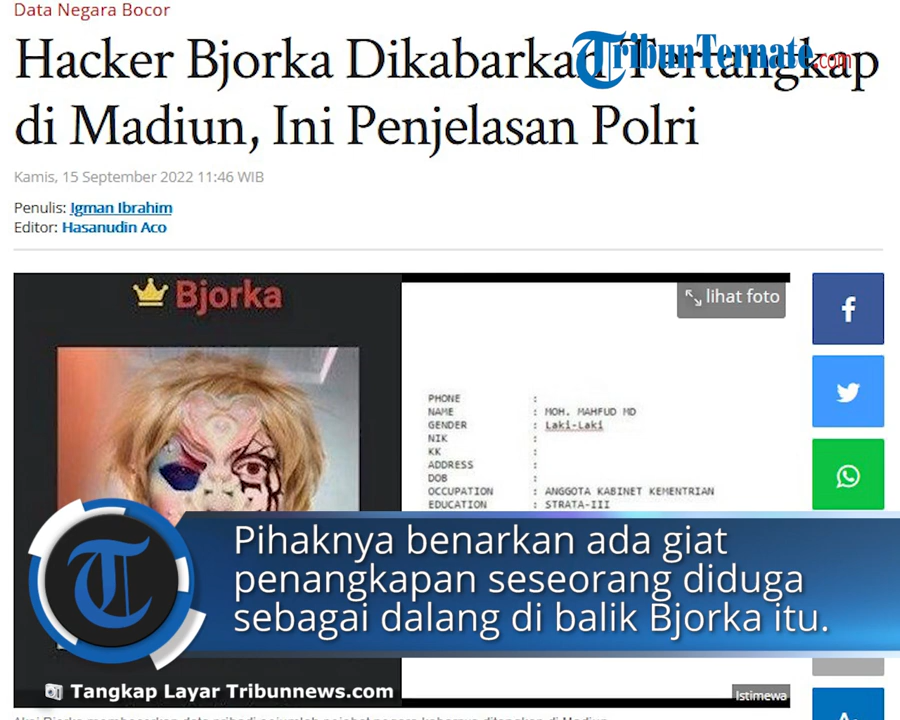 Data Negara Bocor
TribunTernate.com
Hacker Bjorka Dikabarkan Tertangkap
di Madiun, Ini Penjelasan Polri
Kamis, 15 September 2022 11:46 WIB
Penulis: Igman Ibrahim
Editor: Hasanudin Aco
Bjorka
lihat foto
PHONE :
NAME : MOH. MAHFUD MD
GENDER : Laki-Laki
NIK :
KK :
ADDRESS :
DOB :
OCCUPATION : ANGGOTA KABINET KEMENTRIAN
EDUCATION : STRATA-III
T
Pihaknya benarkan ada giat
penangkapan seseorang diduga
sebagai dalang di balik Bjorka itu.
Tangkap Layar Tribunnews.com
Istimewa